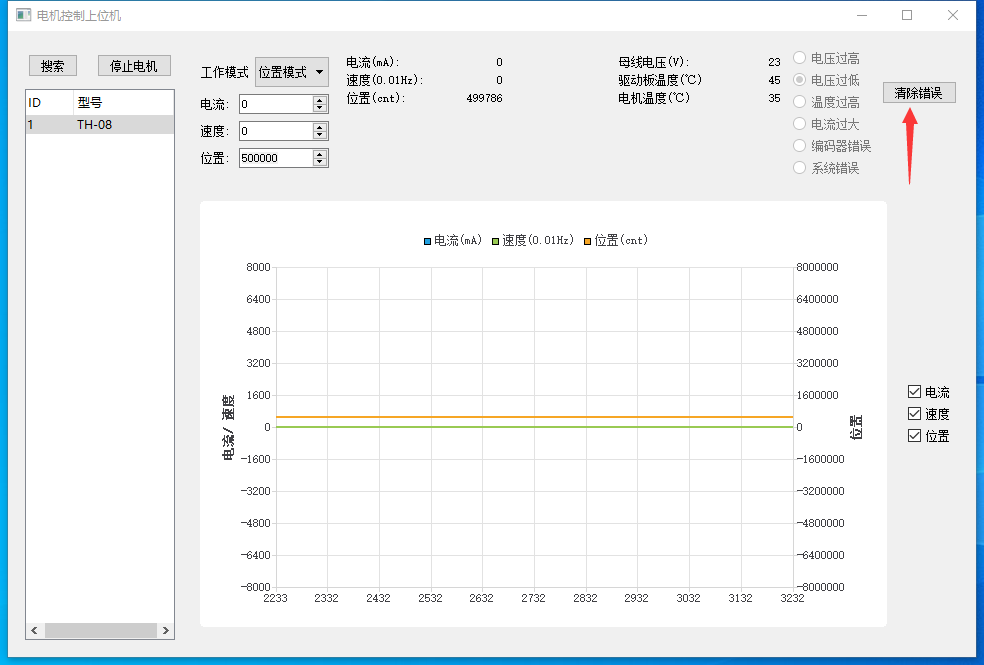 电机控制上位机
搜索
停止电机
ID 型号
1 TH-08
工作模式 位置模式
电流: 0
速度: 0
位置: 500000
电流(mA): 0
速度(0.01Hz): 0
位置(cnt): 499786
母线电压(V): 23
驱动板温度(℃) 45
电机温度(℃) 35
电压过高
电压过低
温度过高
电流过大
编码器错误
系统错误
清除错误
电流(mA) 速度(0.01Hz) 位置(cnt)
8000
6400
4800
3200
1600
0
-1600
-3200
-4800
-6400
-8000
电流/ 速度
8000000
6400000
4800000
3200000
1600000
0
-1600000
-3200000
-4800000
-6400000
-8000000
位置
2233 2332 2432 2532 2632 2732 2832 2932 3032 3132 3232
电流
速度
位置